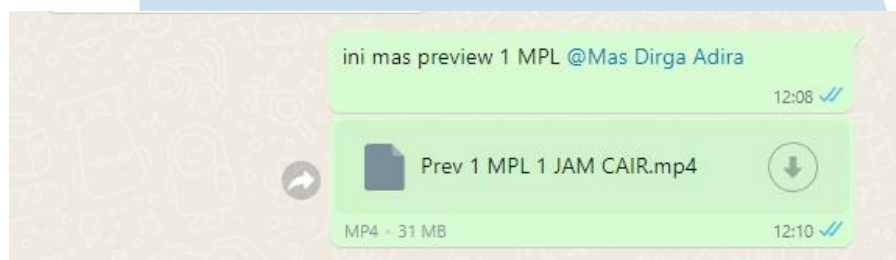 ini mas preview 1 MPL @Mas Dirga Adira
12:08
Prev 1 MPL 1 JAM CAIR.mp4
MP4 • 31 MB
12:10